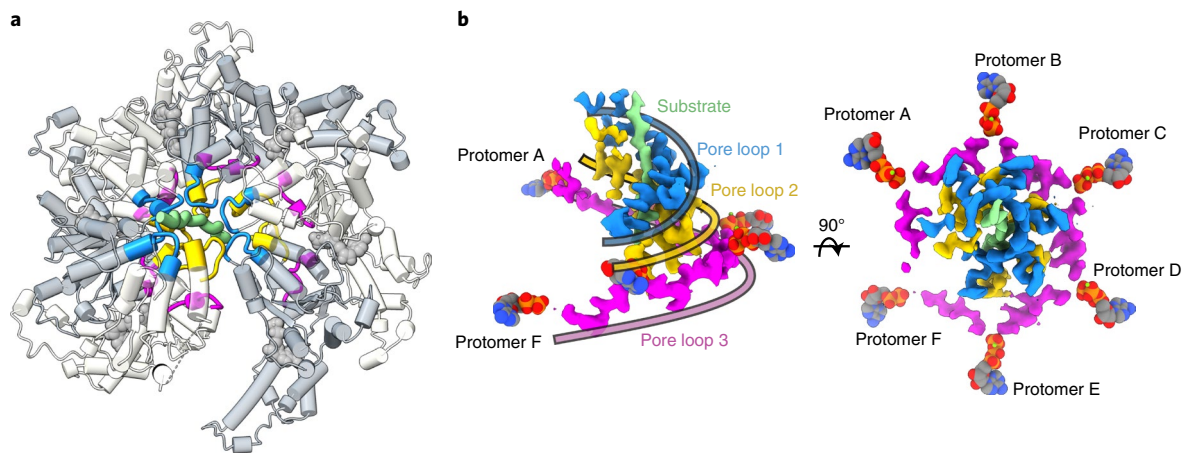 a
b
Substrate
Pore loop 1
Pore loop 2
Protomer A
Protomer F
Pore loop 3
90°
Protomer B
Protomer A
Protomer C
Protomer D
Protomer F
Protomer E